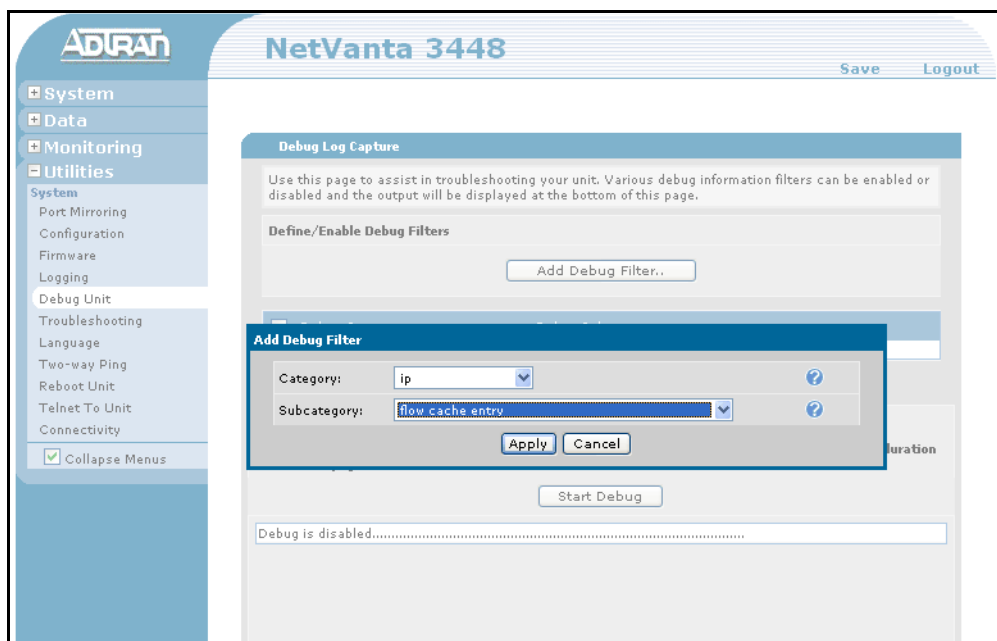 ADTRAN
NetVanta 3448
Save Logout
System
Data
Monitoring
Utilities
System
Port Mirroring
Configuration
Firmware
Logging
Debug Unit
Troubleshooting
Language
Two-way Ping
Reboot Unit
Telnet To Unit
Connectivity
Collapse Menus
Debug Log Capture
Use this page to assist in troubleshooting your unit. Various debug information filters can be enabled or
disabled and the output will be displayed at the bottom of this page.
Define/Enable Debug Filters
Add Debug Filter..
Add Debug Filter
Category: ip ?
Subcategory: flow cache entry ?
Apply Cancel
duration
Start Debug
Debug is disabled.................................................................................................